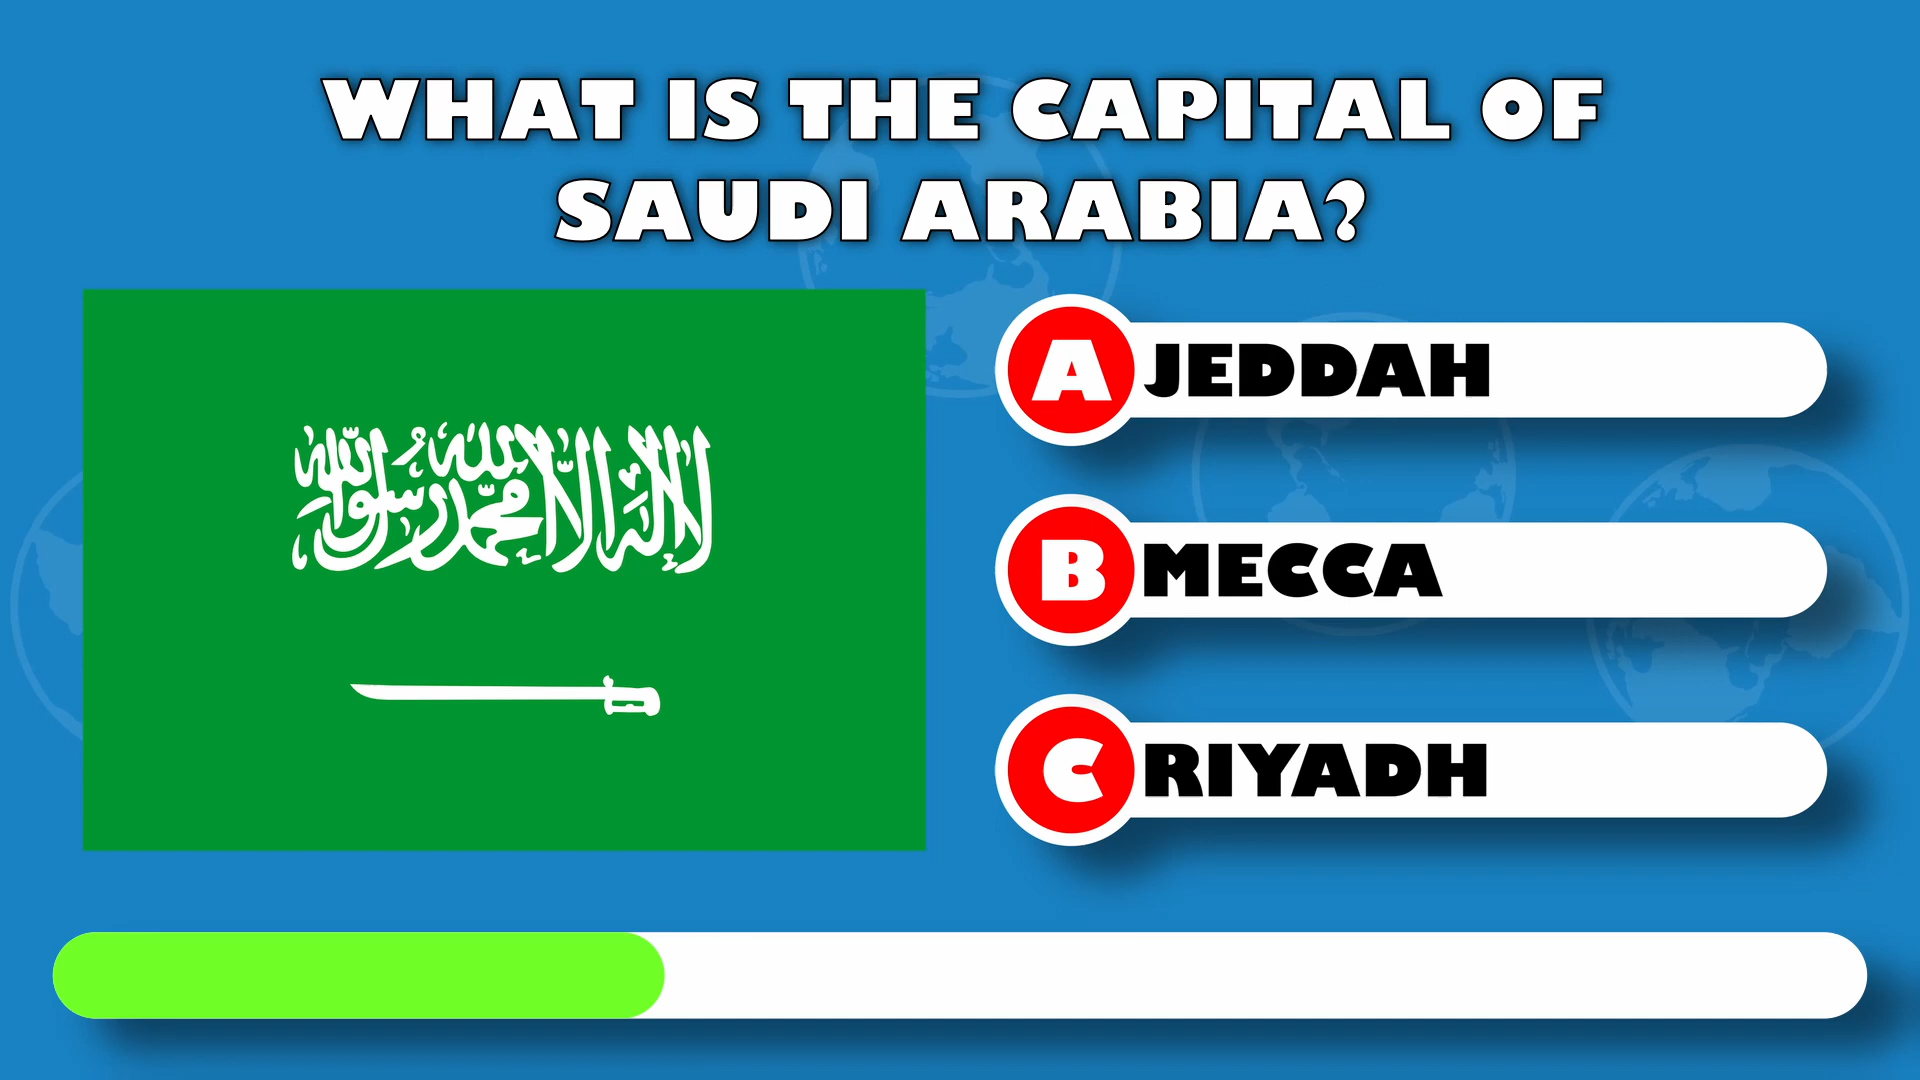 WHAT IS THE CAPITAL OF
SAUDI ARABIA?
لا إله إلا الله محمد رسول الله
A JEDDAH
B MECCA
C RIYADH